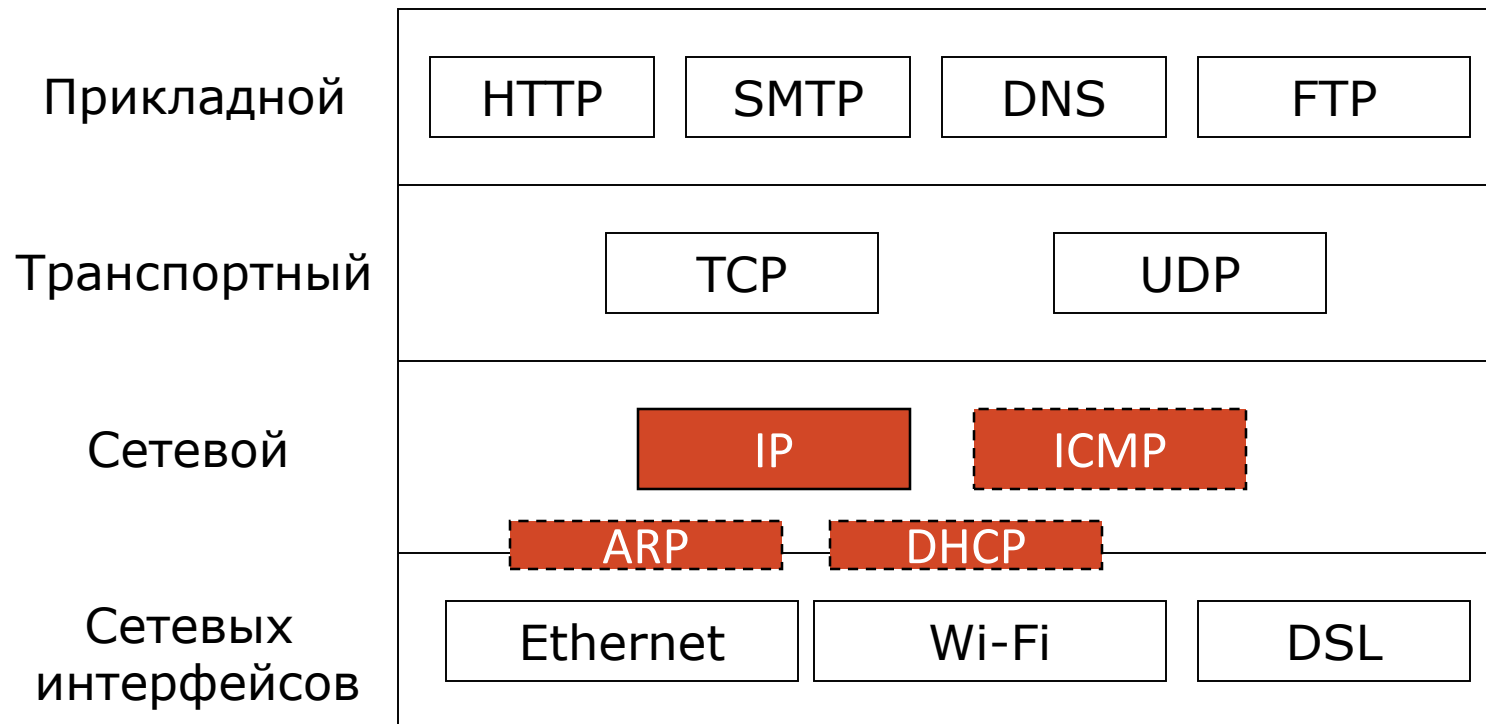 Прикладной
HTTP
SMTP
DNS
FTP
Транспортный
TCP
UDP
Сетевой
IP
ICMP
ARP
DHCP
Сетевых
интерфейсов
Ethernet
Wi-Fi
DSL